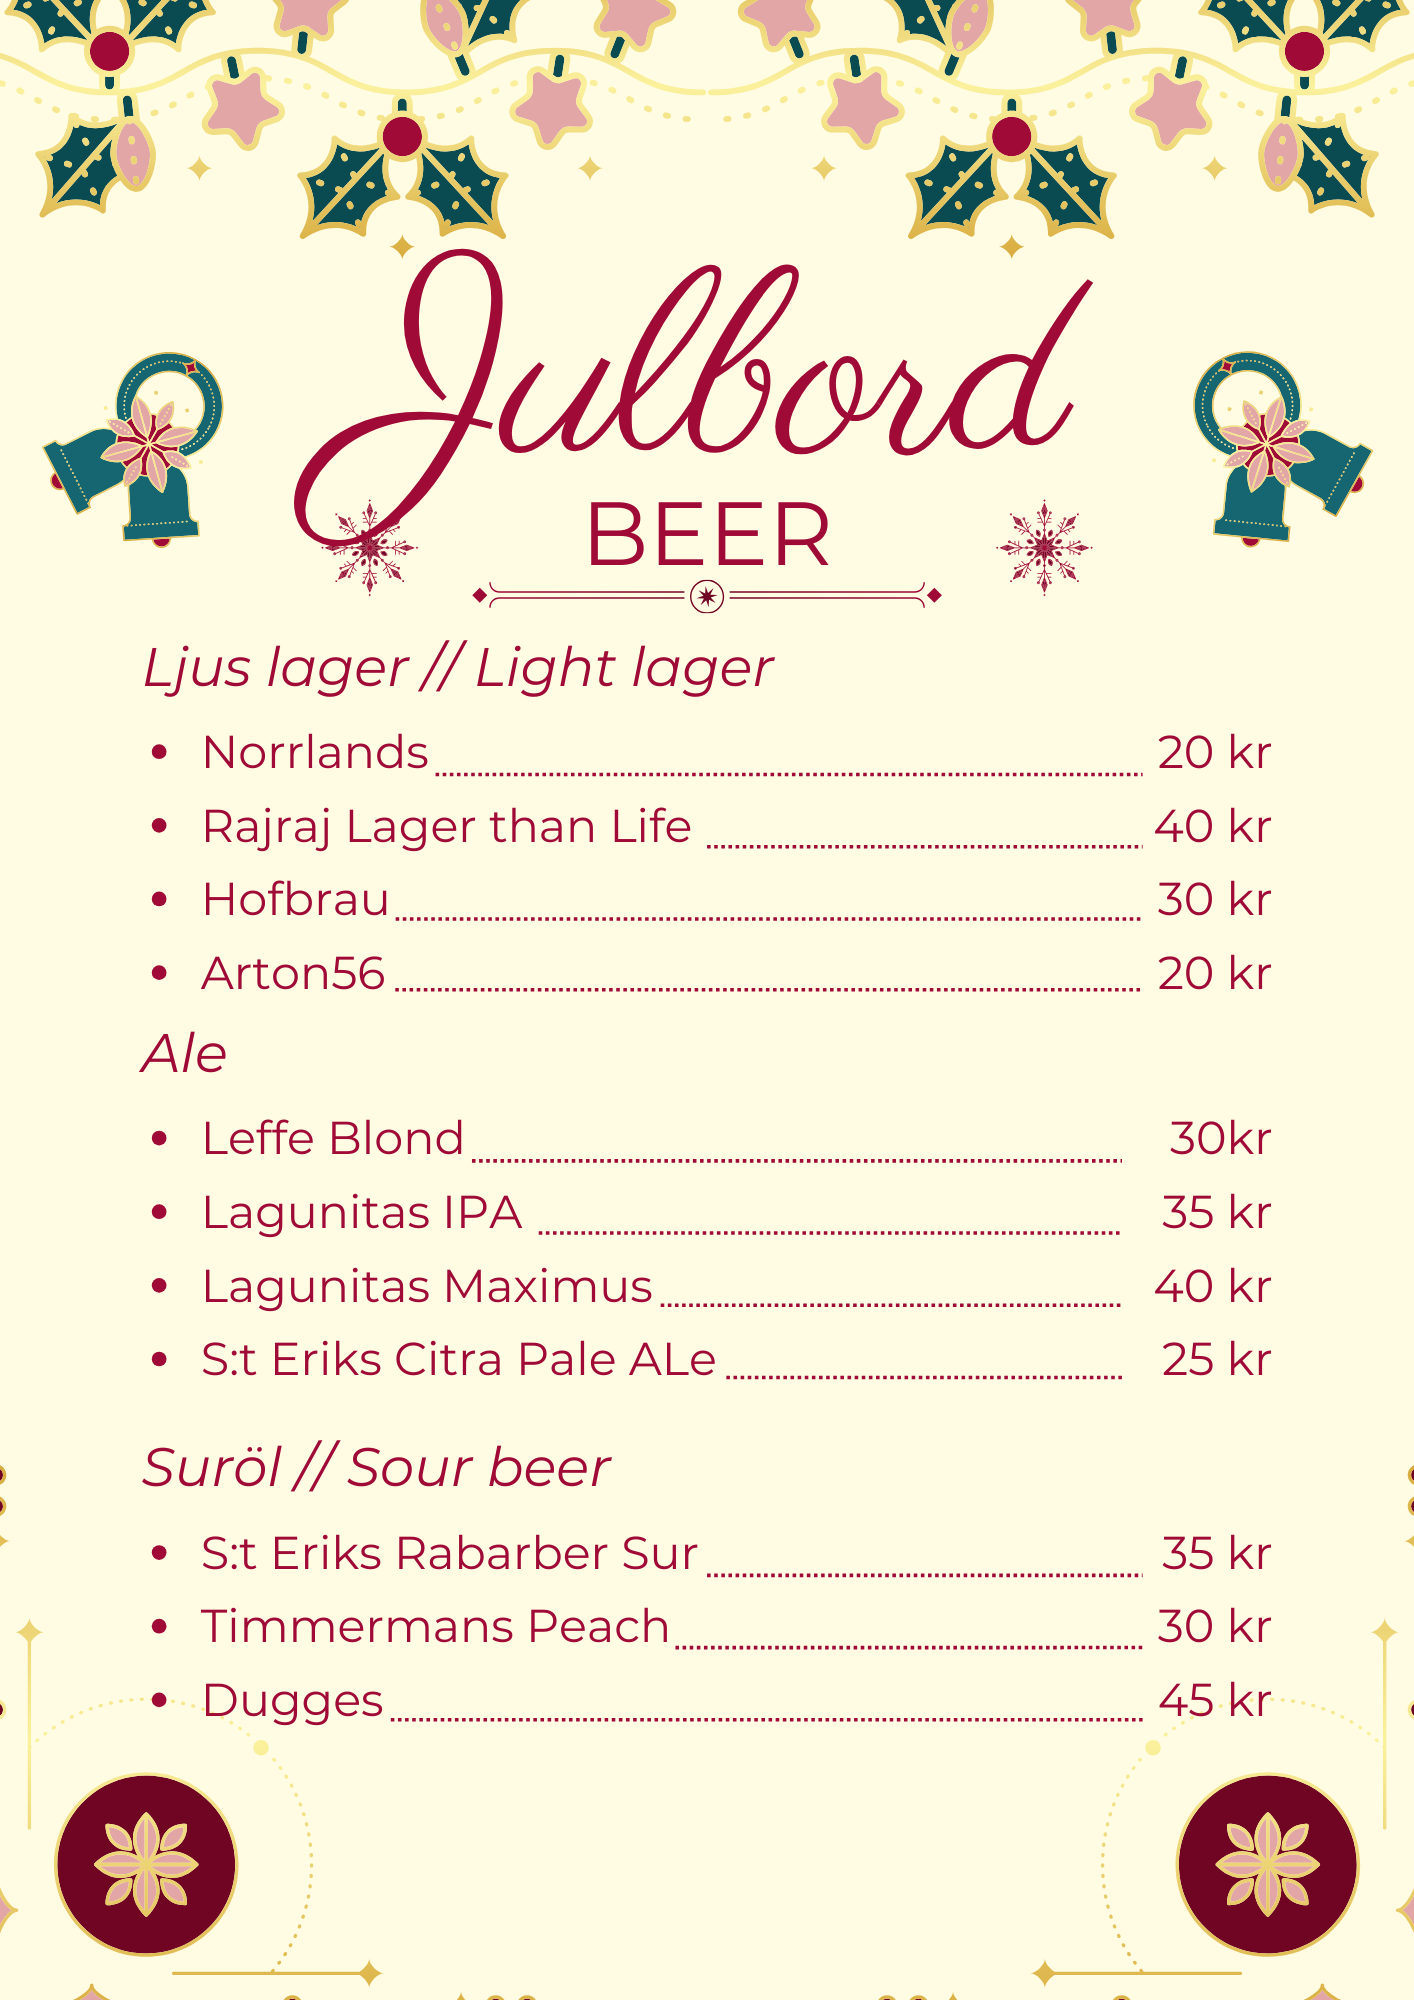 Julbord
BEER
Ljus lager // Light lager
• Norrlands 20 kr
• Rajraj Lager than Life 40 kr
• Hofbrau 30 kr
• Arton56 20 kr
Ale
• Leffe Blond 30kr
• Lagunitas IPA 35 kr
• Lagunitas Maximus 40 kr
• S:t Eriks Citra Pale ALe 25 kr
Suröl // Sour beer
• S:t Eriks Rabarber Sur 35 kr
• Timmermans Peach 30 kr
• Dugges 45 kr